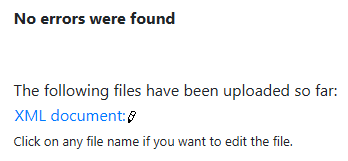 No errors were found
The following files have been uploaded so far:
XML document:
Click on any file name if you want to edit the file.